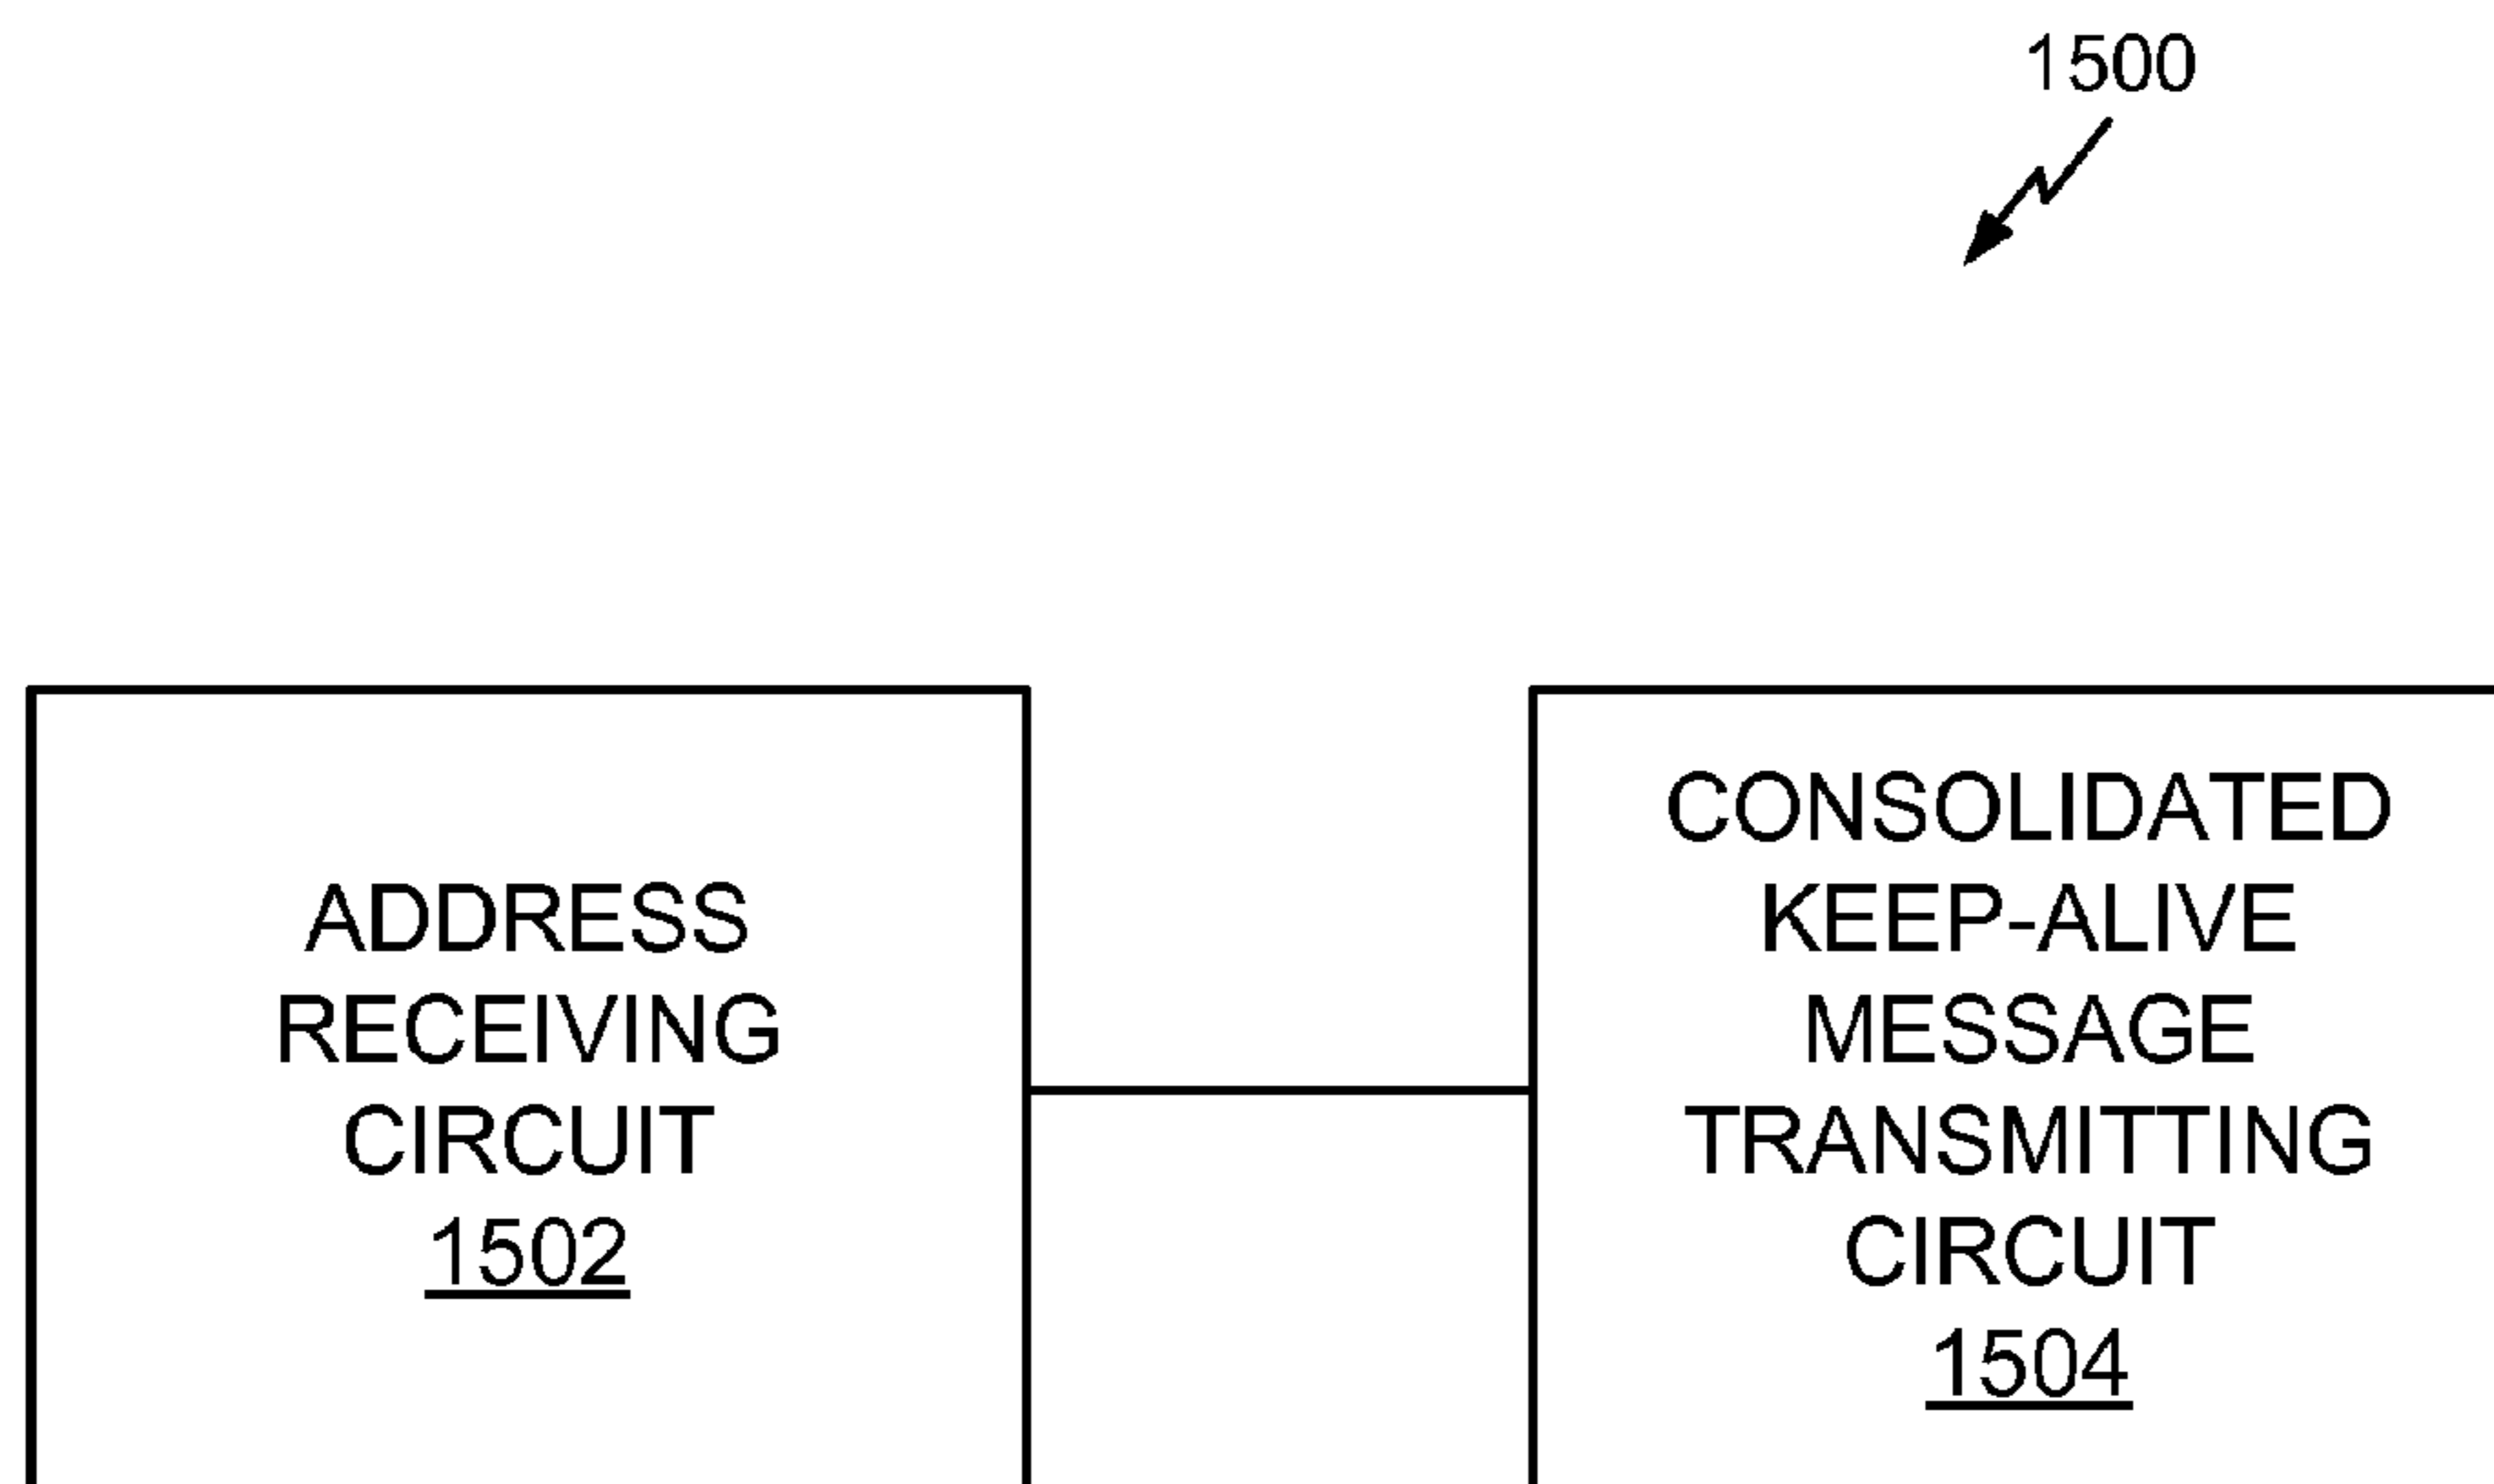 1500
ADDRESS
RECEIVING
CIRCUIT
1502
CONSOLIDATED
KEEP-ALIVE
MESSAGE
TRANSMITTING
CIRCUIT
1504